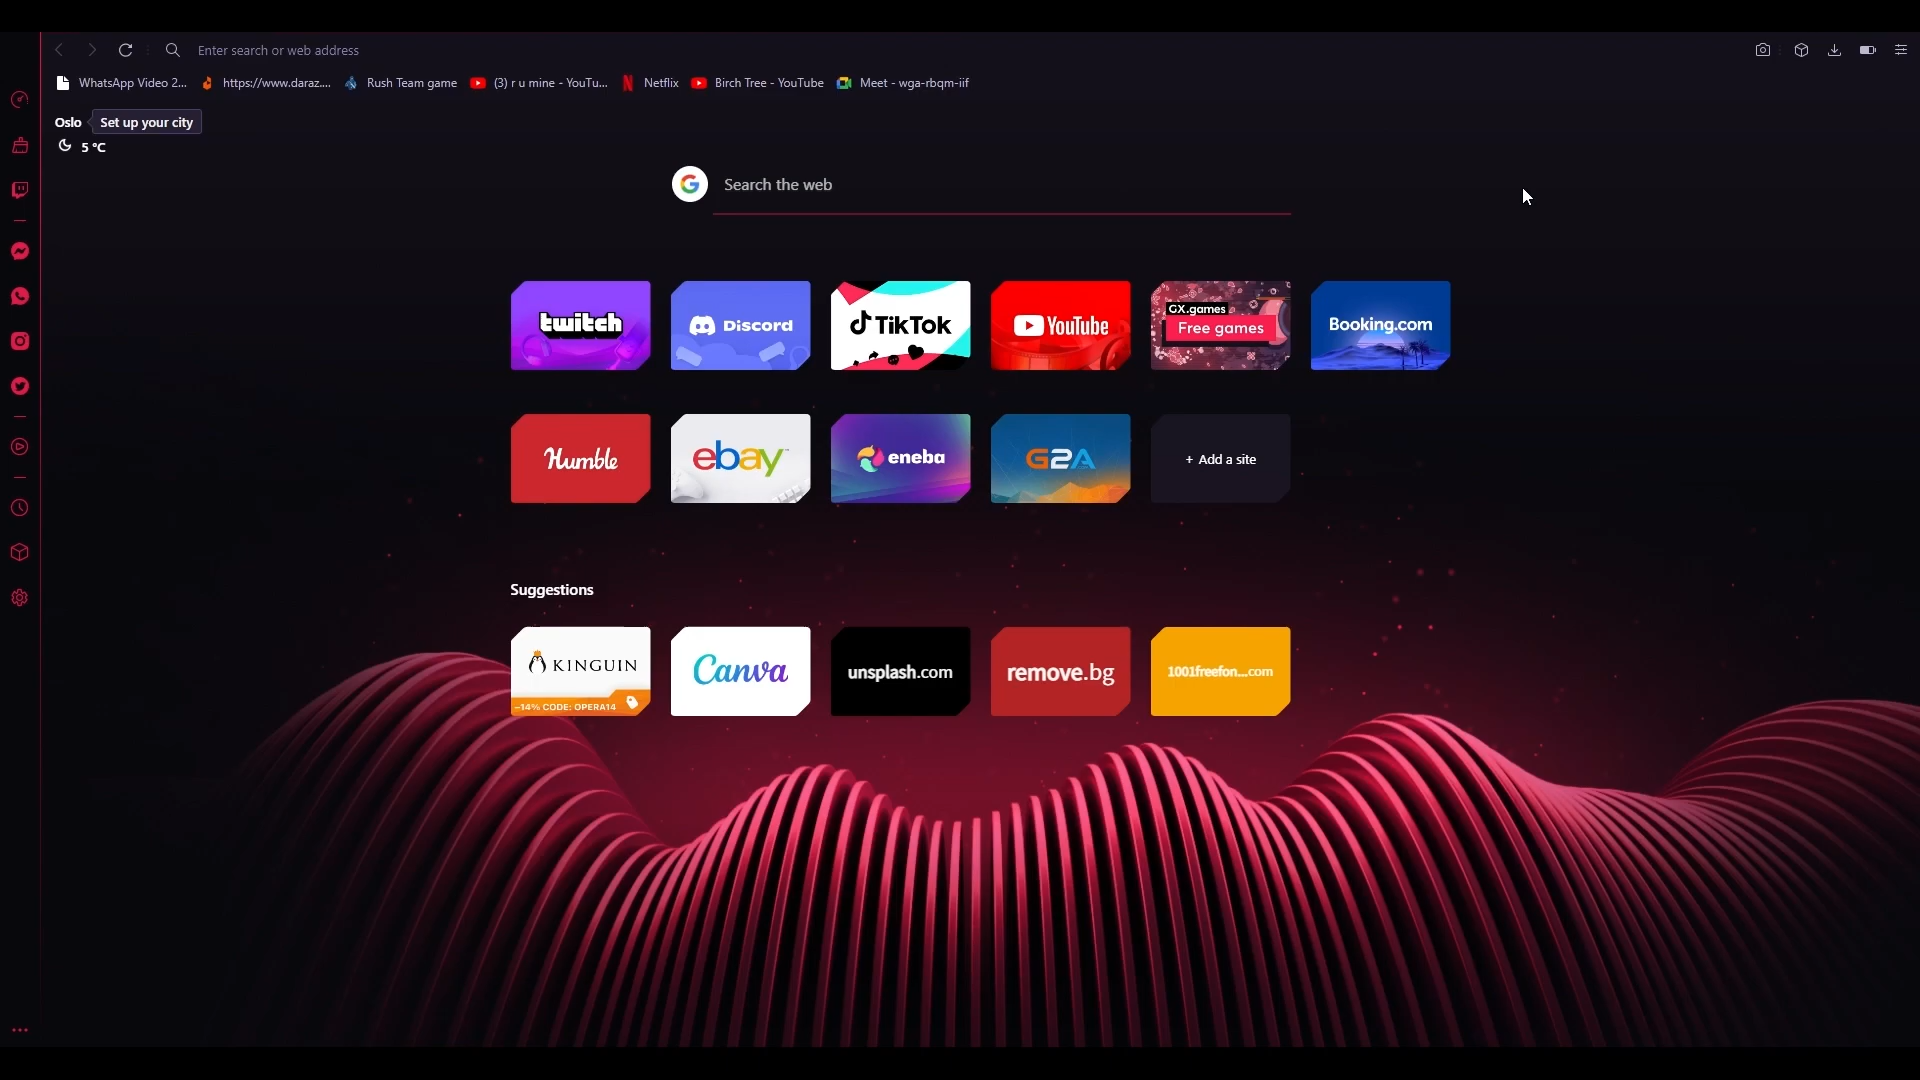 Enter search or web address
WhatsApp Video 2... https://www.daraz.... Rush Team game (3) r u mine - YouTu... Netflix Birch Tree - YouTube Meet - wga-rbqm-iif
Oslo Set up your city
5 °C
Search the web
twitch Discord TikTok YouTube GX.games Booking.com
Free games
Humble ebay eneba G2A + Add a site
Suggestions
KINGUIN Canva unsplash.com remove.bg 1001freefon...com
-14% CODE: OPERA14